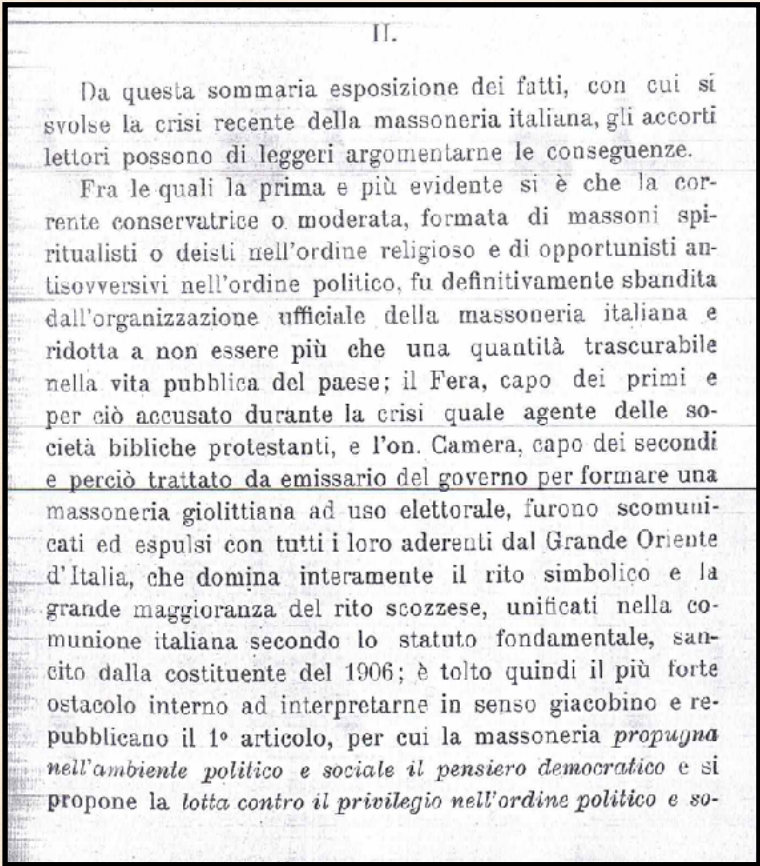 II.
Da questa sommaria esposizione dei fatti, con cui si
svolse la crisi recente della massoneria italiana, gli accorti
lettori possono di leggeri argomentarne le conseguenze.
Fra le quali la prima e più evidente si è che la cor-
rente conservatrice o moderata, formata di massoni spi-
ritualisti o deisti nell'ordine religioso e di opportunisti an-
tisovversivi nell'ordine politico, fu definitivamente sbandita
dall'organizzazione ufficiale della massoneria italiana e
ridotta a non essere più che una quantità trascurabile
nella vita pubblica del paese; il Fera, capo dei primi e
per ciò accusato durante la crisi quale agente delle so-
cietà bibliche protestanti, e l'on. Camera, capo dei secondi
e perciò trattato da emissario del governo per formare una
massoneria giolittiana ad uso elettorale, furono scomuni-
cati ed espulsi con tutti i loro aderenti dal Grande Oriente
d'Italia, che domina interamente il rito simbolico e la
grande maggioranza del rito scozzese, unificati nella co-
munione italiana secondo lo statuto fondamentale, san-
cito dalla costituente del 1906; è tolto quindi il più forte
ostacolo interno ad interpretarne in senso giacobino e re-
pubblicano il 1° articolo, per cui la massoneria propugna
nell'ambiente politico e sociale il pensiero democratico e si
propone la lotta contro il privilegio nell'ordine politico e so-